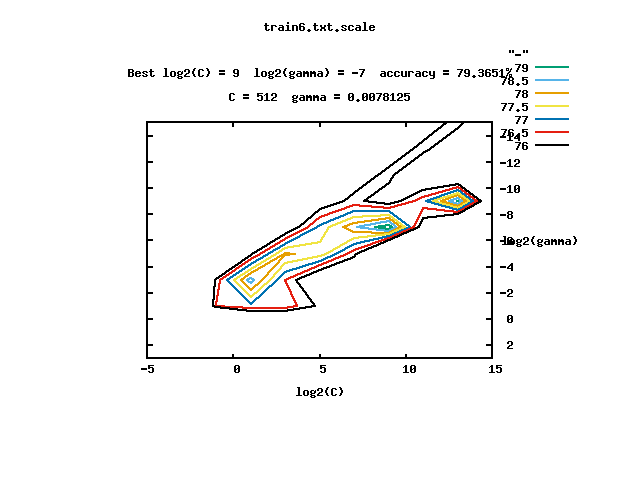 train6.txt.scale
"-"
Best log2(C) = 9  log2(gamma) = -7  accuracy = 79.3651%
79
78.5
78
77.5
77
76.5
76
C = 512  gamma = 0.0078125
-14
-12
-10
-8
-6
log2(gamma)
-4
-2
0
2
-5 0 5 10 15
log2(C)